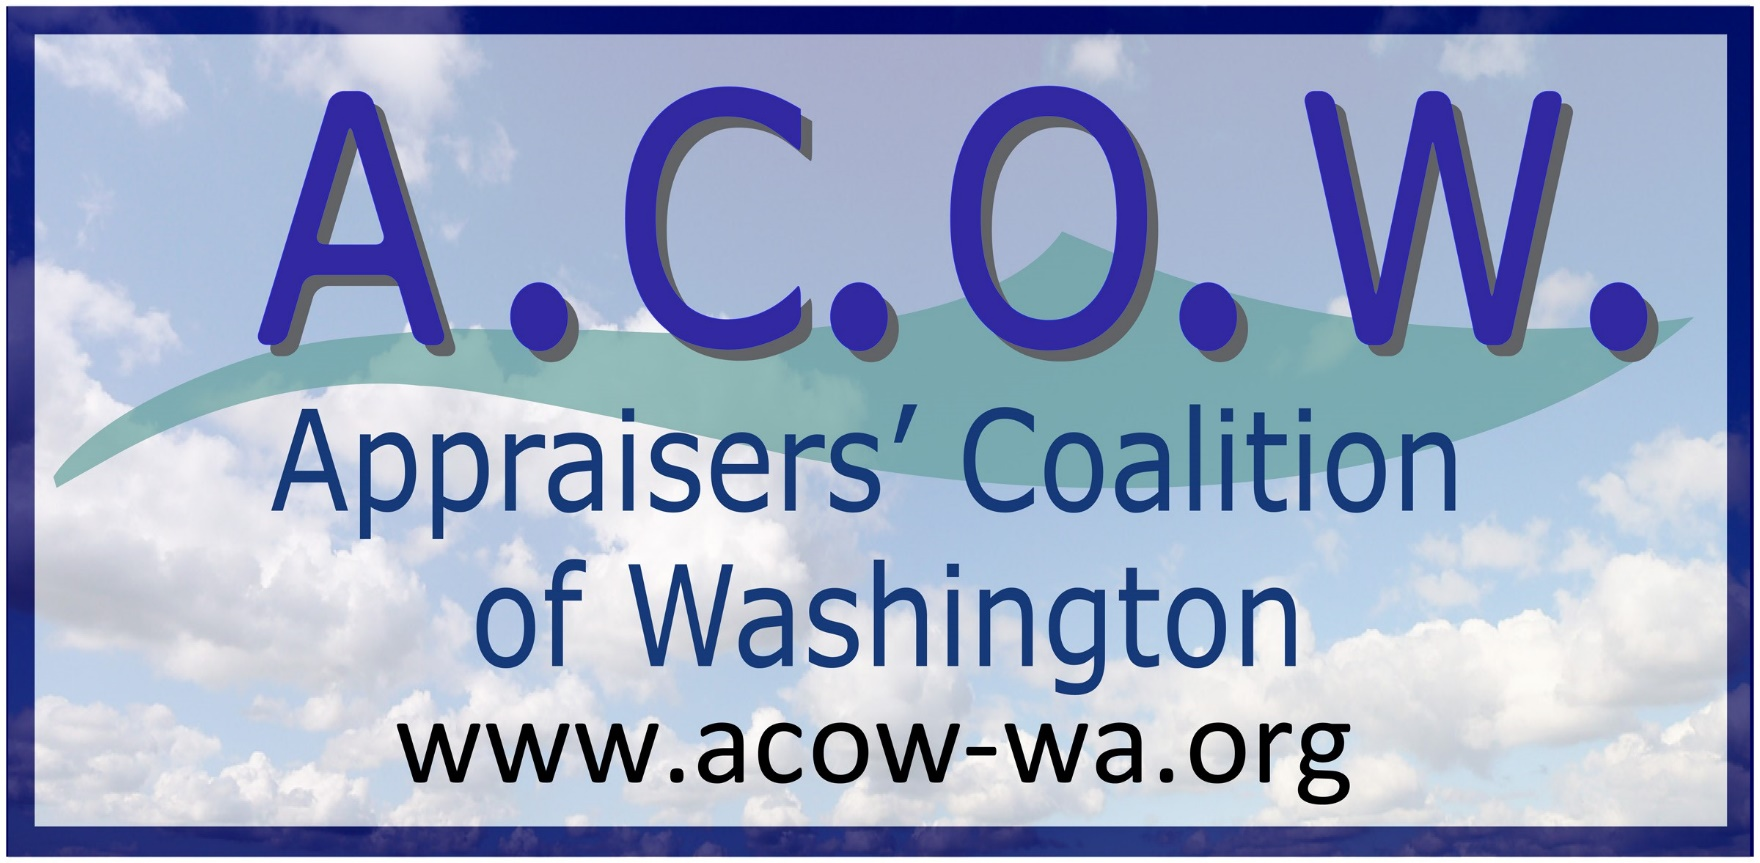 A.C.O.W.
Appraisers’ Coalition
of Washington
www.acow-wa.org